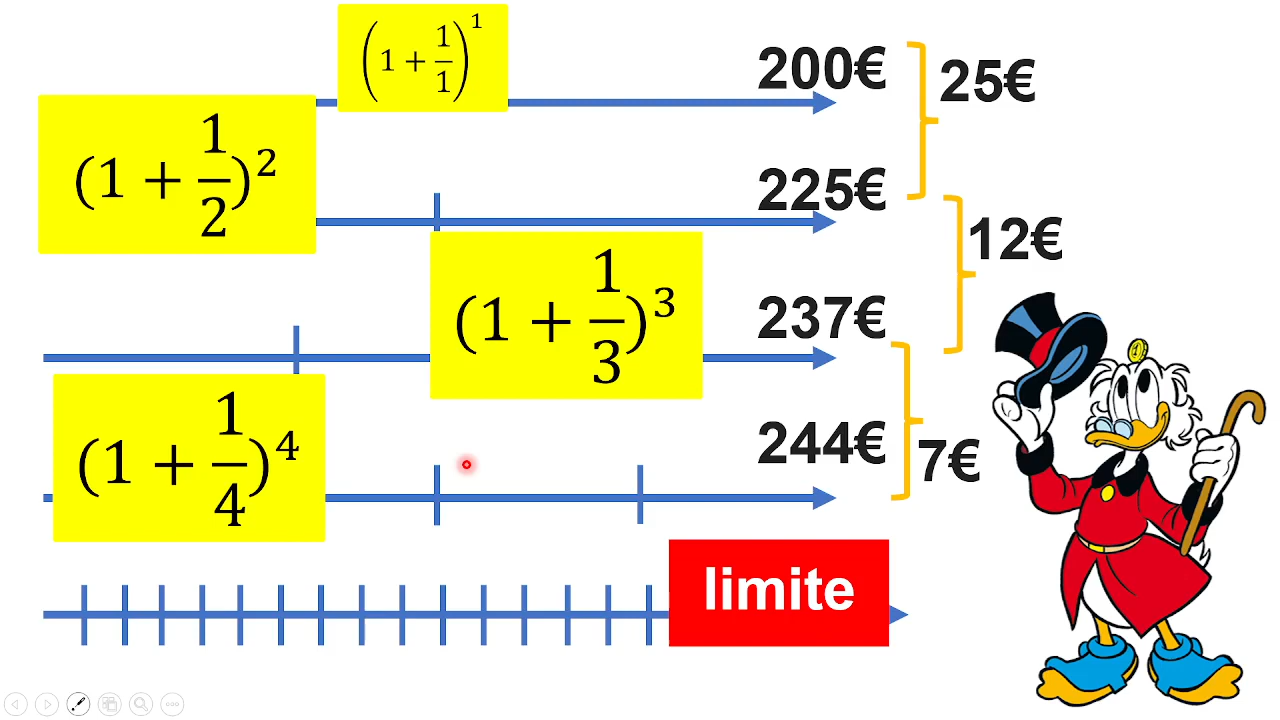 (1 + 1/1)^1
200€
25€
(1 + 1/2)^2
225€
12€
(1 + 1/3)^3
237€
(1 + 1/4)^4
244€
7€
limite
1